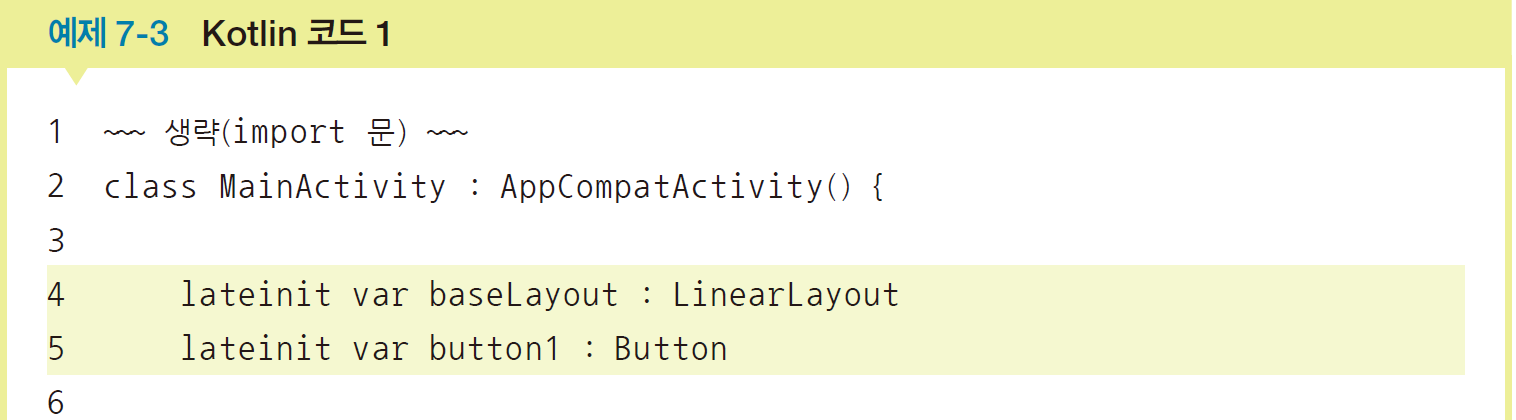 예제 7-3 Kotlin 코드 1
1 ~~~ 생략(import 문) ~~~
2 class MainActivity : AppCompatActivity() {
3
4 lateinit var baseLayout : LinearLayout
5 lateinit var button1 : Button
6